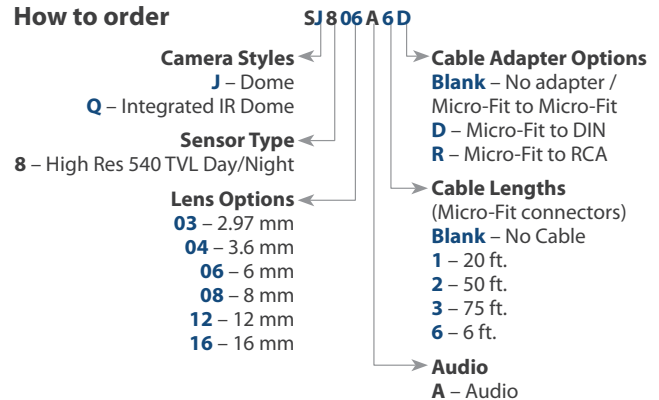 How to order
SJ806A6D
Camera Styles
J – Dome
Q – Integrated IR Dome
Sensor Type
8 – High Res 540 TVL Day/Night
Lens Options
03 – 2.97 mm
04 – 3.6 mm
06 – 6 mm
08 – 8 mm
12 – 12 mm
16 – 16 mm
Cable Adapter Options
Blank – No adapter /
Micro-Fit to Micro-Fit
D – Micro-Fit to DIN
R – Micro-Fit to RCA
Cable Lengths
(Micro-Fit connectors)
Blank – No Cable
1 – 20 ft.
2 – 50 ft.
3 – 75 ft.
6 – 6 ft.
Audio
A – Audio